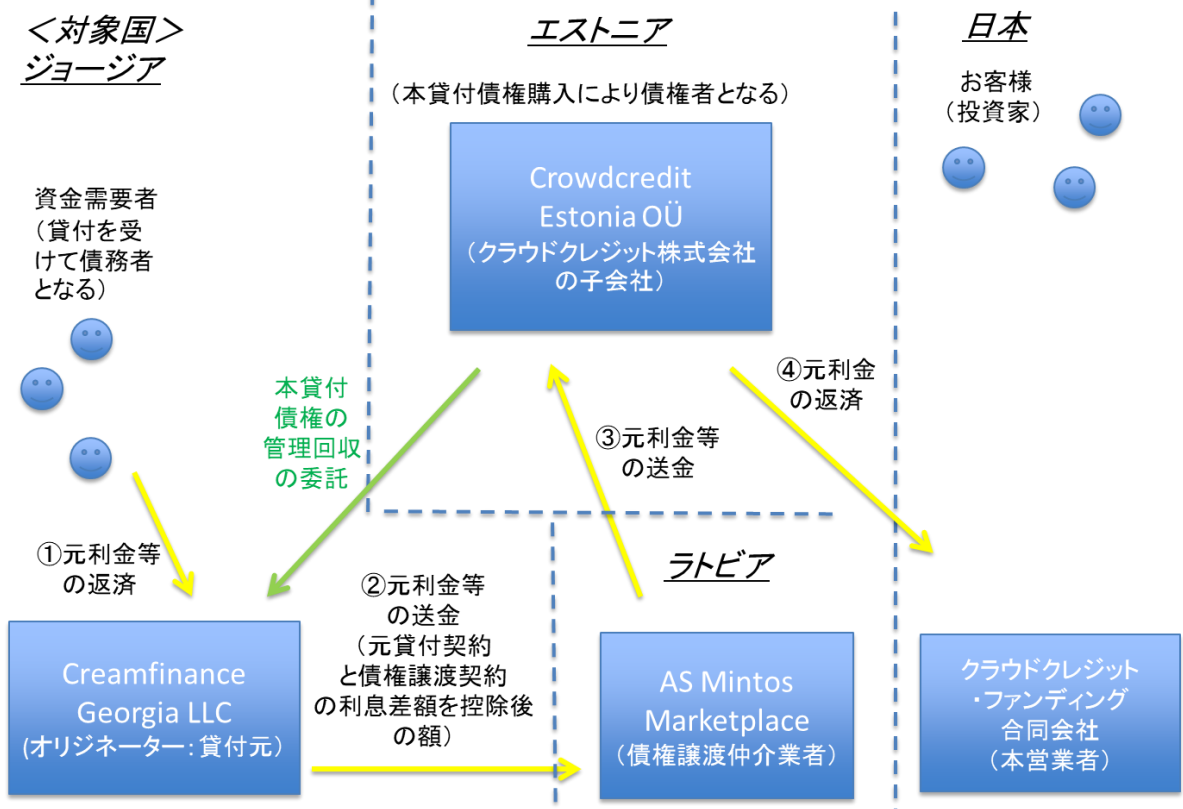 ＜対象国＞
ジョージア
資金需要者
（貸付を受
けて債務者
となる）
①元利金等
の返済
Creamfinance
Georgia LLC
(オリジネーター：貸付元）
本貸付
債権の
管理回収
の委託
②元利金等
の送金
（元貸付契約
と債権譲渡契約
の利息差額を控除後
の額）
エストニア
（本貸付債権購入により債権者となる）
Crowdcredit
Estonia OÜ
（クラウドクレジット株式会社
の子会社）
③元利金等
の送金
④元利金
の返済
ラトビア
AS Mintos
Marketplace
（債権譲渡仲介業者）
日本
お客様
（投資家）
クラウドクレジット
・ファンディング
合同会社
（本営業者）